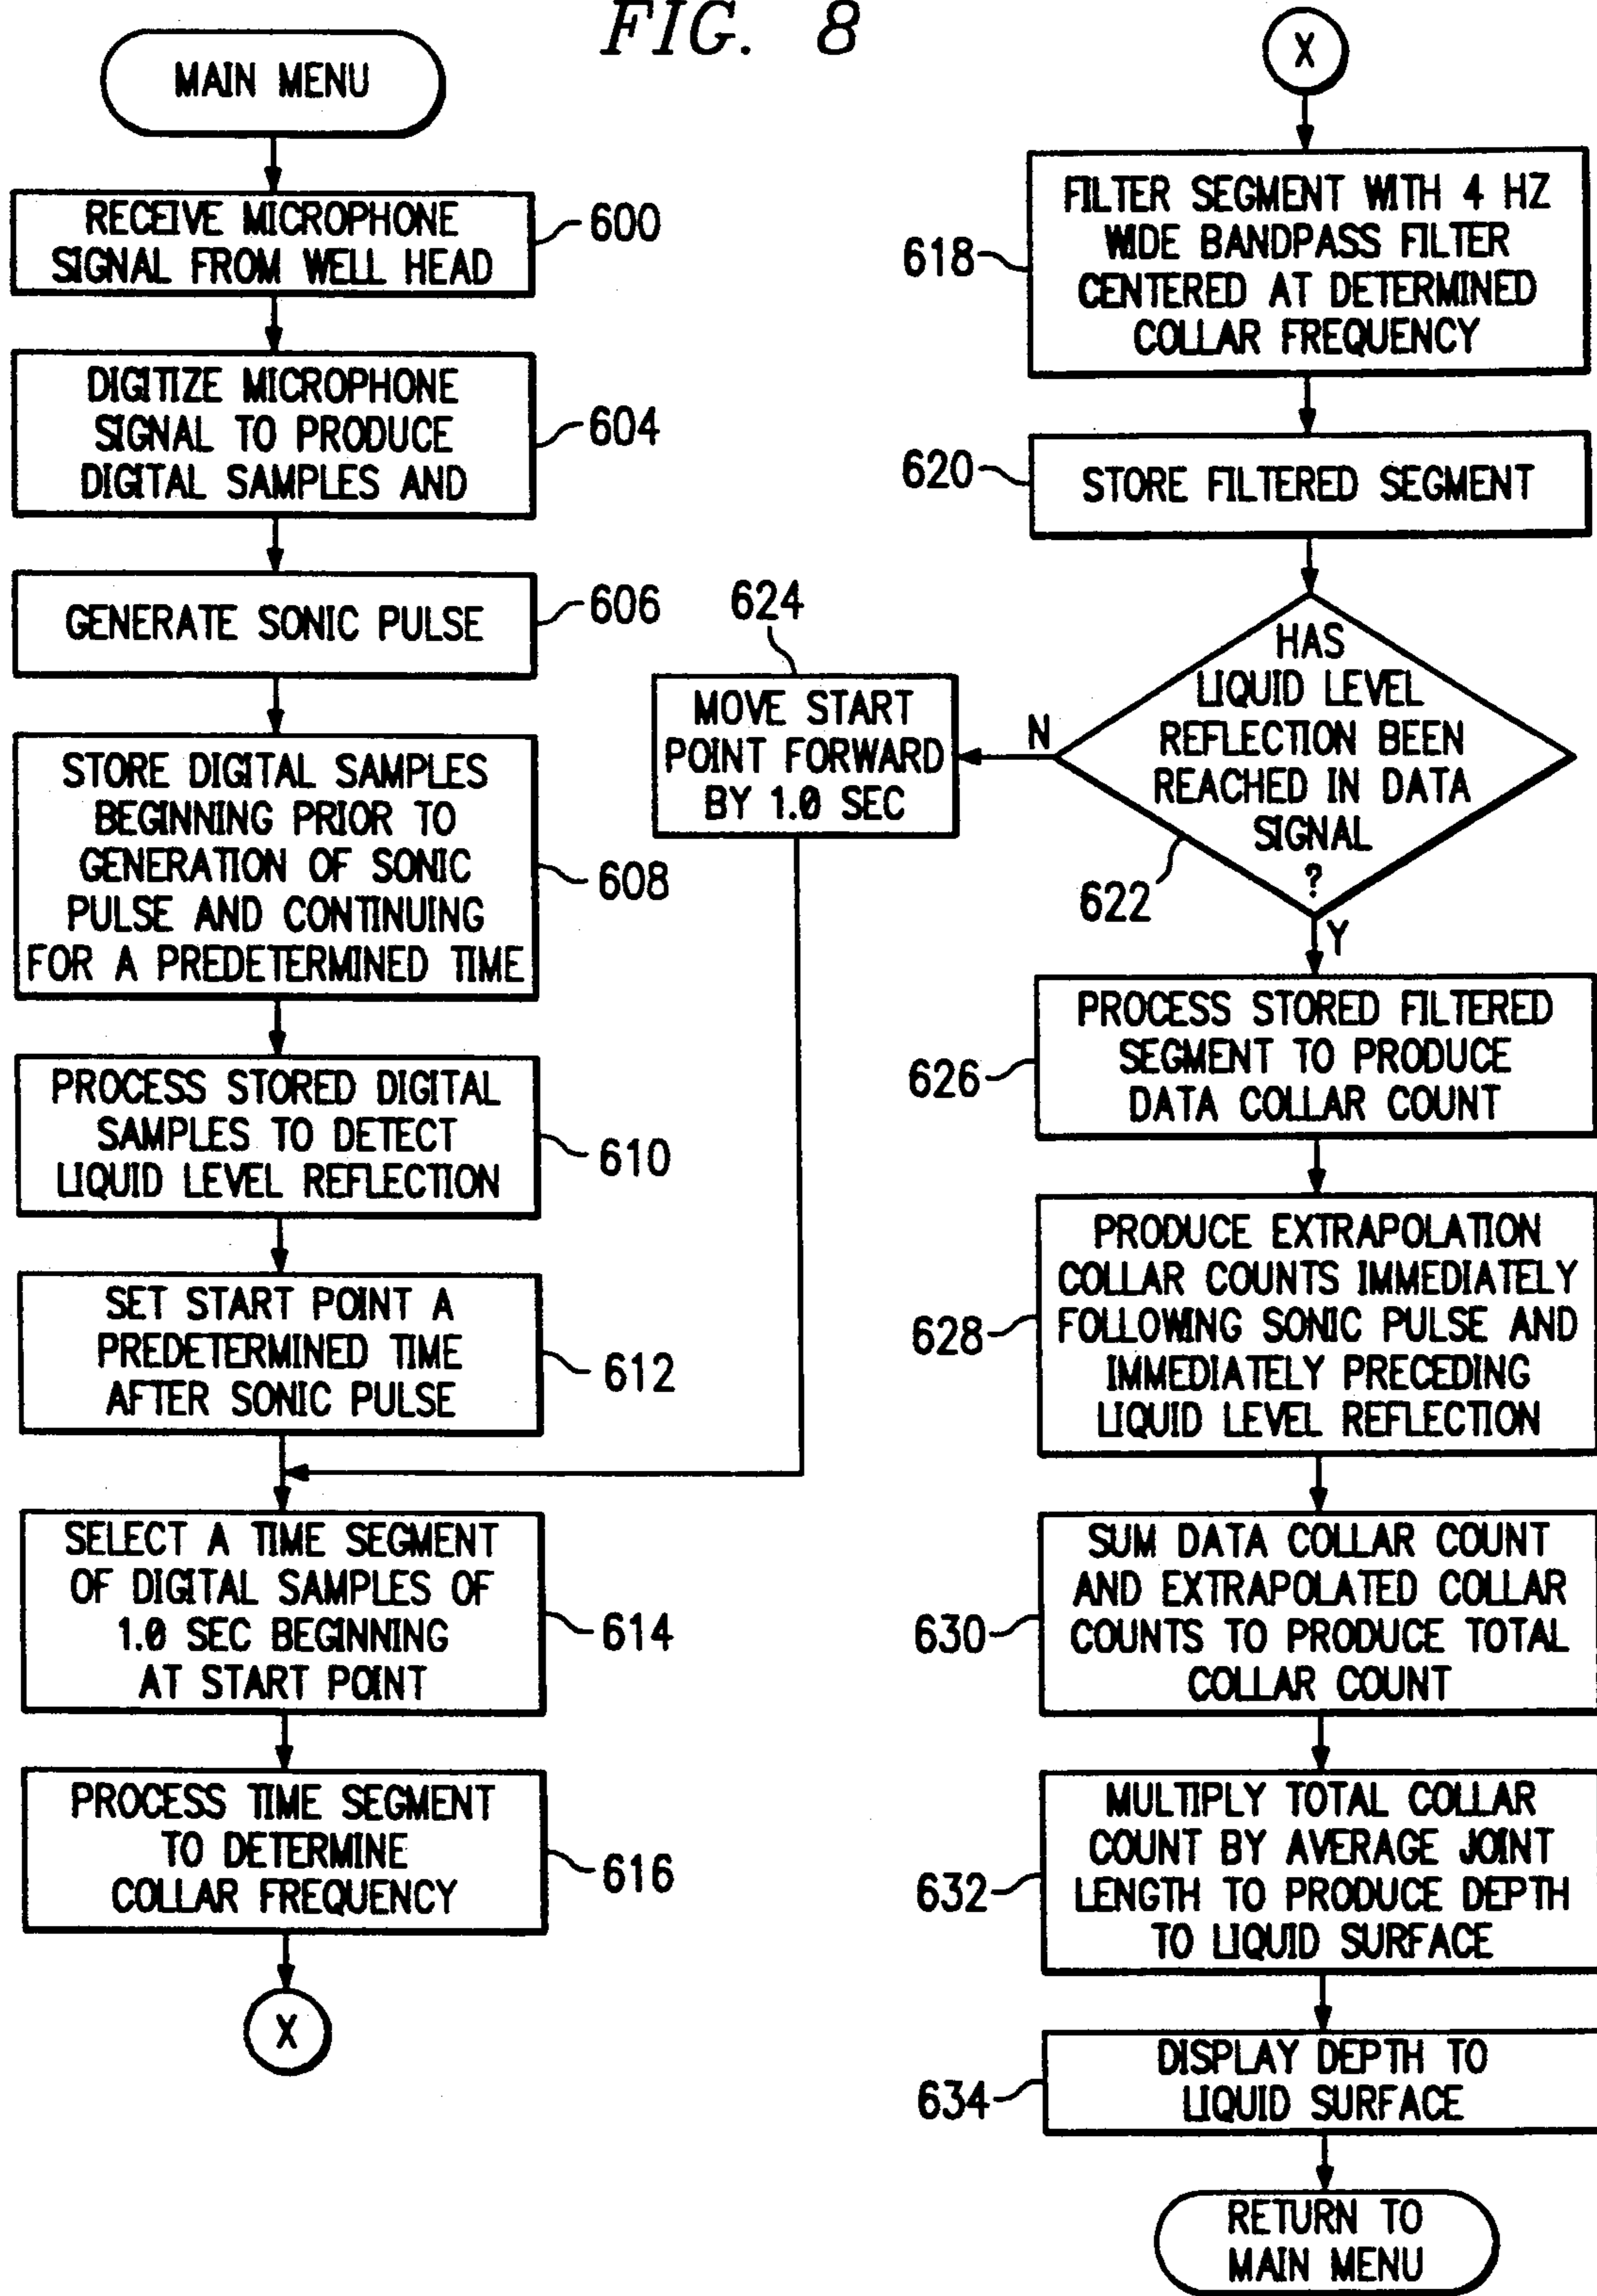 FIG. 8
MAIN MENU
RECEIVE MICROPHONE
SIGNAL FROM WELL HEAD
600
DIGITIZE MICROPHONE
SIGNAL TO PRODUCE
DIGITAL SAMPLES AND
604
GENERATE SONIC PULSE
606
STORE DIGITAL SAMPLES
BEGINNING PRIOR TO
GENERATION OF SONIC
PULSE AND CONTINUING
FOR A PREDETERMINED TIME
608
PROCESS STORED DIGITAL
SAMPLES TO DETECT
LIQUID LEVEL REFLECTION
610
SET START POINT A
PREDETERMINED TIME
AFTER SONIC PULSE
612
SELECT A TIME SEGMENT
OF DIGITAL SAMPLES OF
1.0 SEC BEGINNING
AT START POINT
614
PROCESS TIME SEGMENT
TO DETERMINE
COLLAR FREQUENCY
616
X
X
FILTER SEGMENT WITH 4 HZ
WIDE BANDPASS FILTER
CENTERED AT DETERMINED
COLLAR FREQUENCY
618
STORE FILTERED SEGMENT
620
HAS
LIQUID LEVEL
REFLECTION BEEN
REACHED IN DATA
SIGNAL
?
622
N
624
MOVE START
POINT FORWARD
BY 1.0 SEC
Y
PROCESS STORED FILTERED
SEGMENT TO PRODUCE
DATA COLLAR COUNT
626
PRODUCE EXTRAPOLATION
COLLAR COUNTS IMMEDIATELY
FOLLOWING SONIC PULSE AND
IMMEDIATELY PRECEDING
LIQUID LEVEL REFLECTION
628
SUM DATA COLLAR COUNT
AND EXTRAPOLATED COLLAR
COUNTS TO PRODUCE TOTAL
COLLAR COUNT
630
MULTIPLY TOTAL COLLAR
COUNT BY AVERAGE JOINT
LENGTH TO PRODUCE DEPTH
TO LIQUID SURFACE
632
DISPLAY DEPTH TO
LIQUID SURFACE
634
RETURN TO
MAIN MENU